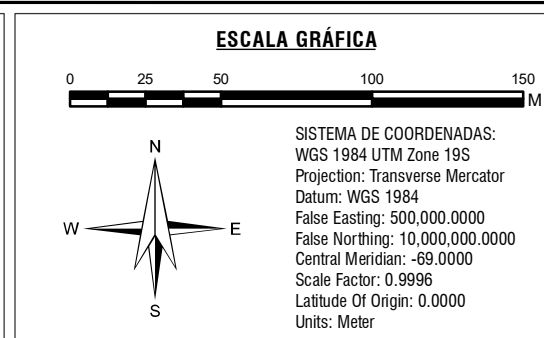 ESCALA GRÁFICA
0 25 50 100 150
M
N
W E
S
SISTEMA DE COORDENADAS:
WGS 1984 UTM Zone 19S
Projection: Transverse Mercator
Datum: WGS 1984
False Easting: 500,000.0000
False Northing: 10,000,000.0000
Central Meridian: -69.0000
Scale Factor: 0.9996
Latitude Of Origin: 0.0000
Units: Meter